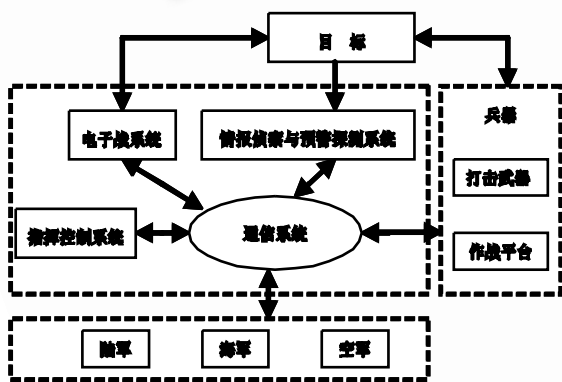 目 标
电子战系统
情报侦察与预警探测系统
兵器
打击武器
指挥控制系统
通信系统
作战平台
陆军
海军
空军